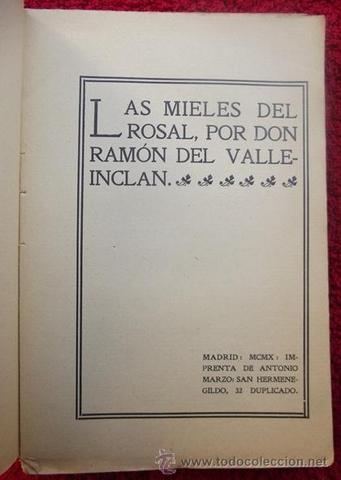 LAS MIELES DEL
ROSAL, POR DON
RAMÓN DEL VALLE-
INCLAN.
MADRID: MCMX: IM-
PRENTA DE ANTONIO
MARZO: SAN HERMENE-
GILDO, 32 DUPLICADO.
todocoleccion.net